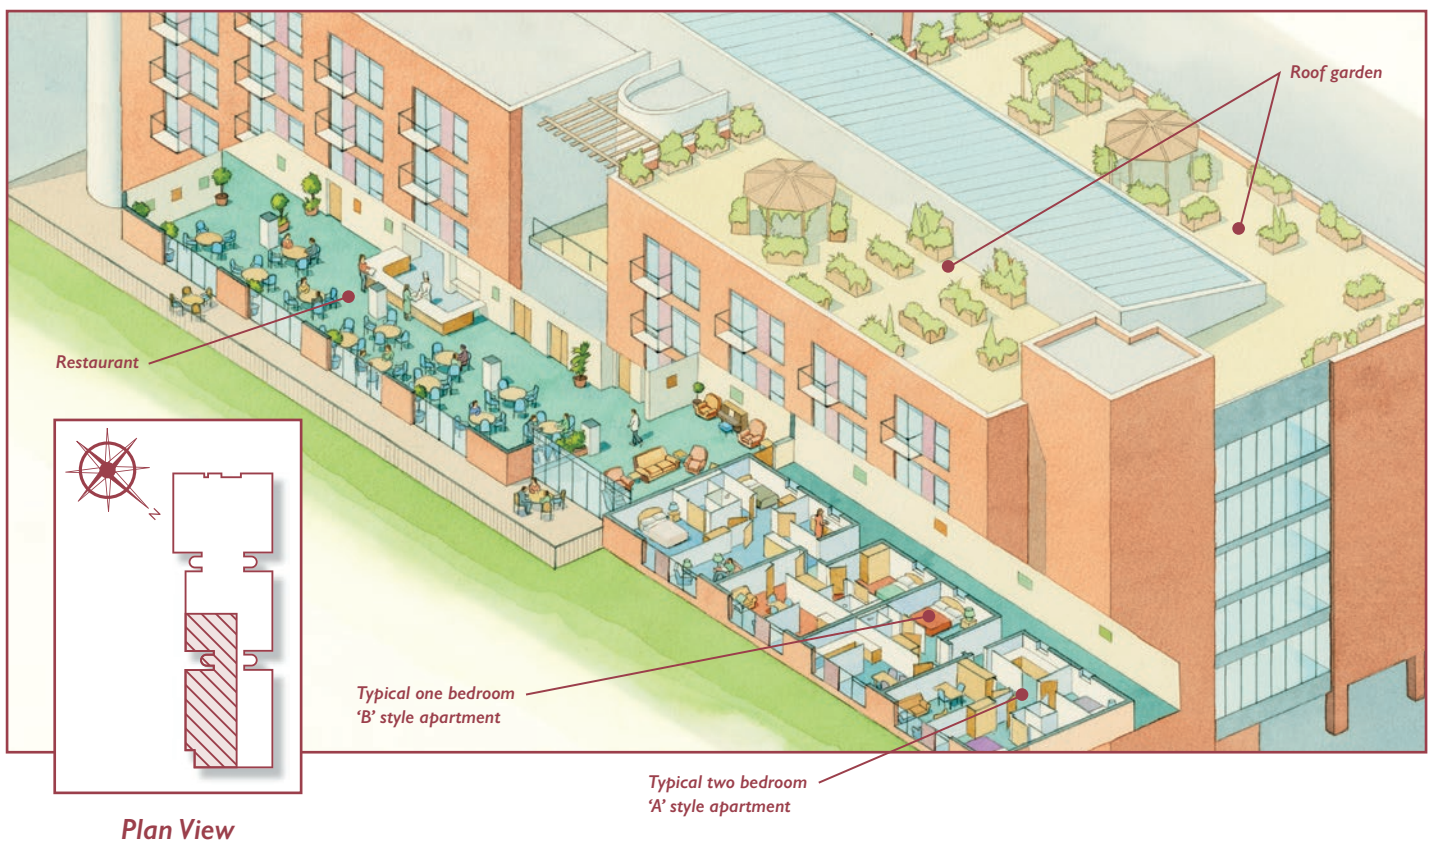 Roof garden
Restaurant
N
Typical one bedroom
‘B’ style apartment
Typical two bedroom
‘A’ style apartment
Plan View